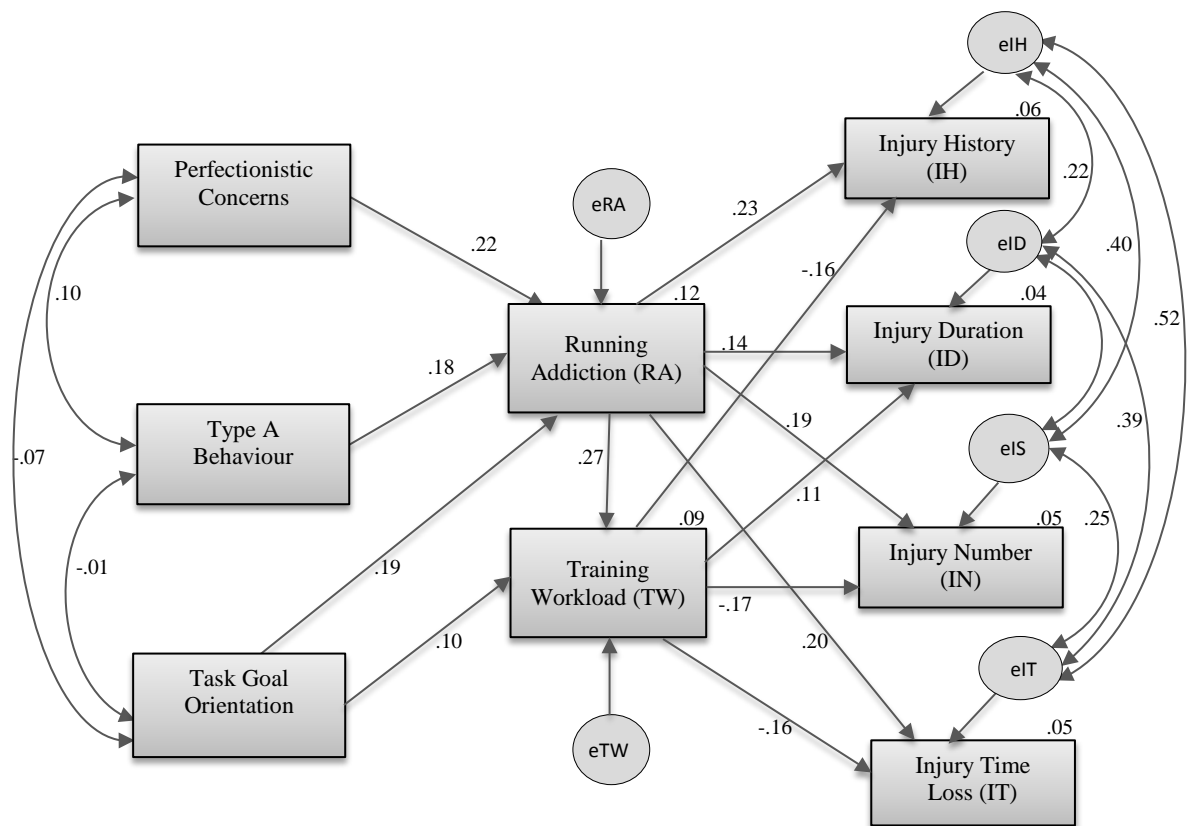 eIH
.06
Injury History
(IH)
.22
Perfectionistic
Concerns
eRA
.23
.22
-.16
eID
.40
.10
.12
.04
.52
Running
Addiction (RA)
.14
Injury Duration
(ID)
.18
Type A
Behaviour
-.07
.27
.19
.39
eIS
.11
.25
-.01
.09
.05
.19
Training
Workload (TW)
-.17
Injury Number
(IN)
.10
.20
Task Goal
Orientation
eIT
-.16
.05
eTW
Injury Time
Loss (IT)